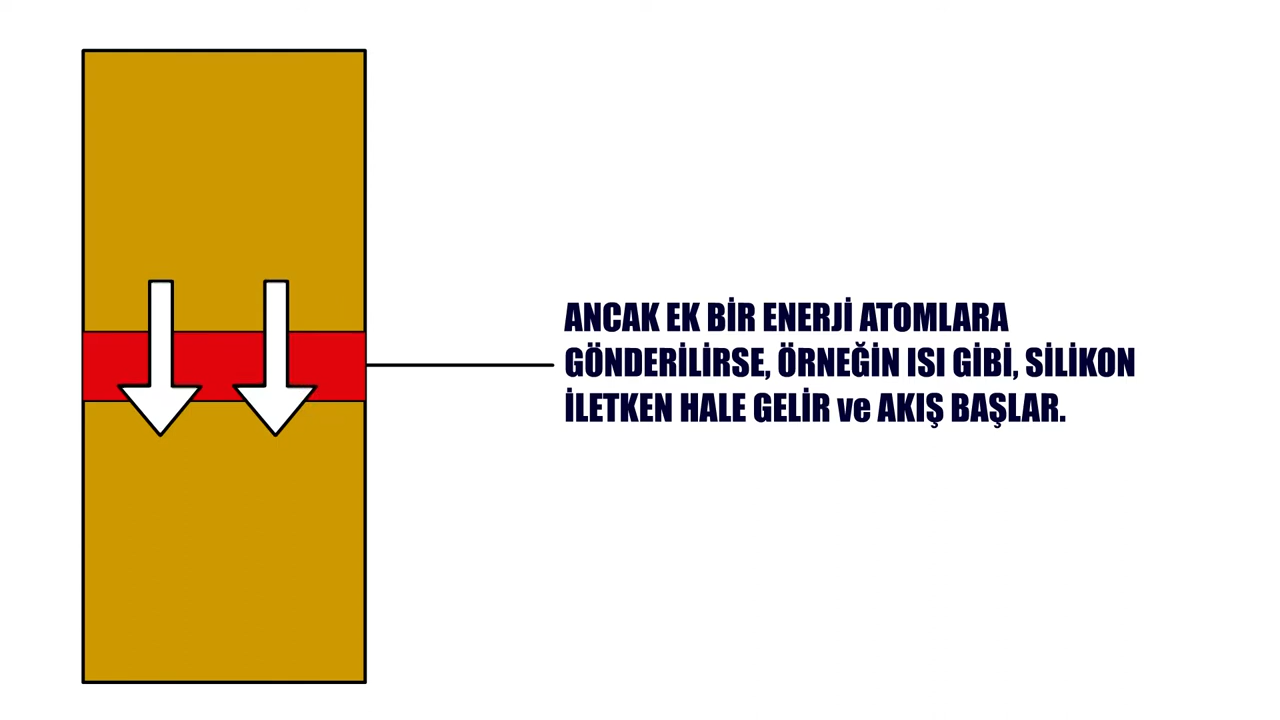 ANCAK EK BİR ENERJİ ATOMLARA
GÖNDERİLİRSE, ÖRNEĞİN ISI GİBİ, SİLİKON
İLETKEN HALE GELİR ve AKIŞ BAŞLAR.